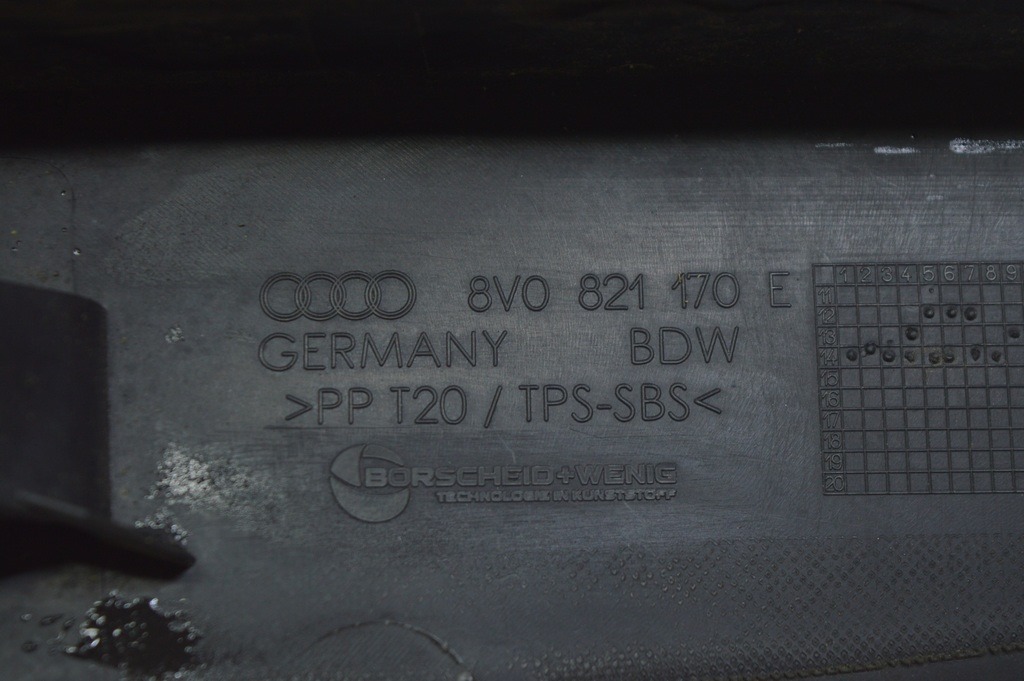 8V0 821 170 E
GERMANY BDW
>PP T20 / TPS-SBS<
BORSCHEID+WENIG
TECHNOLOGIE IN KUNSTSTOFF
1 2 3 4 5 6 7 8 9
11
12
13
14
15
16
17
18
19
20